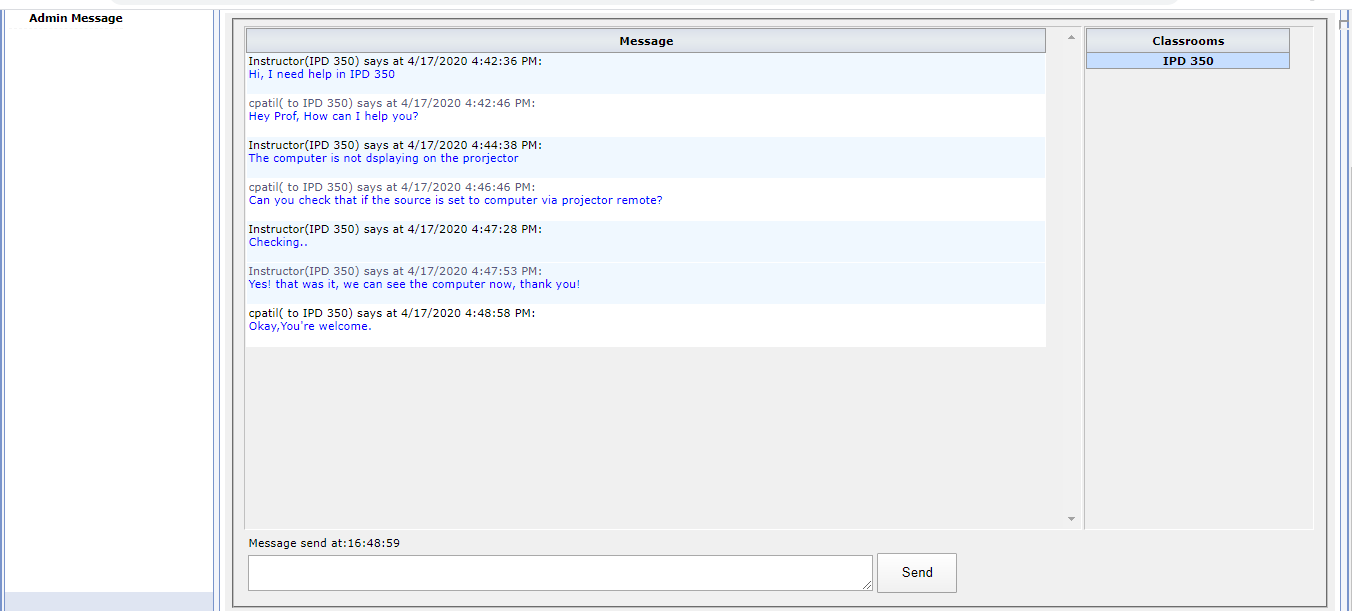 Admin Message
Message
Instructor(IPD 350) says at 4/17/2020 4:42:36 PM:
Hi, I need help in IPD 350
cpatil( to IPD 350) says at 4/17/2020 4:42:46 PM:
Hey Prof, How can I help you?
Instructor(IPD 350) says at 4/17/2020 4:44:38 PM:
The computer is not dsplaying on the prorjector
cpatil( to IPD 350) says at 4/17/2020 4:46:46 PM:
Can you check that if the source is set to computer via projector remote?
Instructor(IPD 350) says at 4/17/2020 4:47:28 PM:
Checking..
Instructor(IPD 350) says at 4/17/2020 4:47:53 PM:
Yes! that was it, we can see the computer now, thank you!
cpatil( to IPD 350) says at 4/17/2020 4:48:58 PM:
Okay,You're welcome.
Message send at:16:48:59
Send
Classrooms
IPD 350